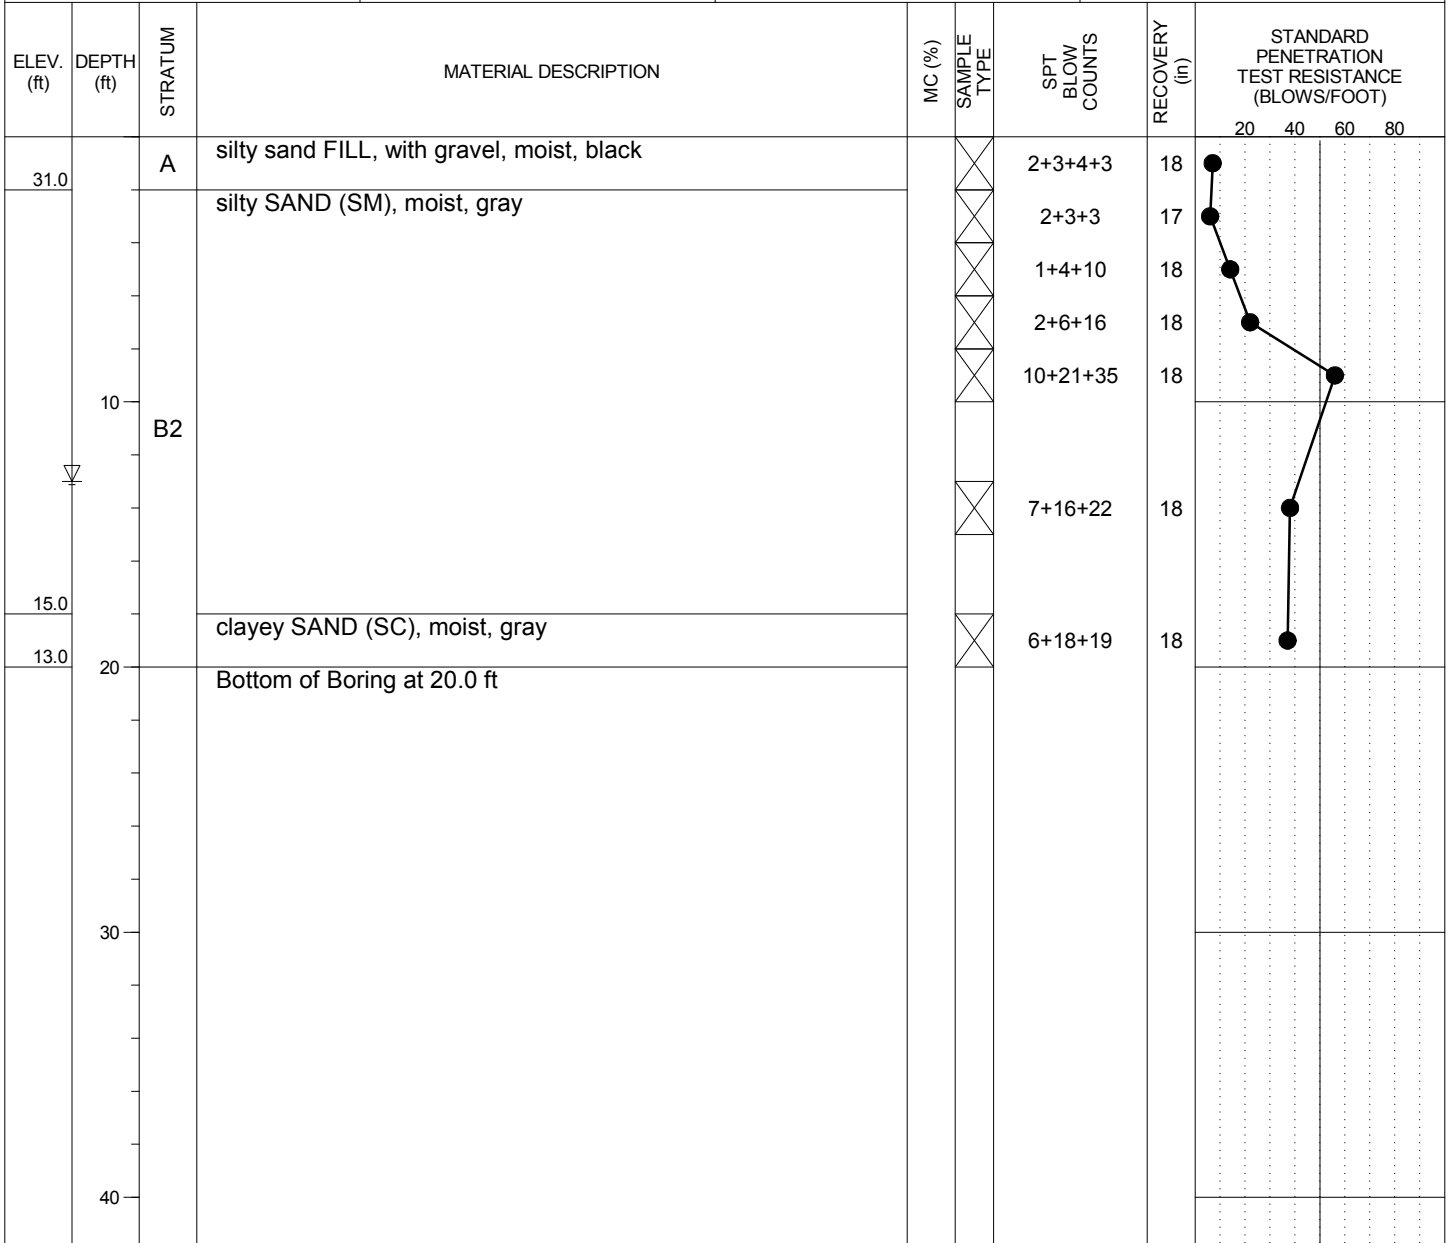 ELEV.
(ft)
DEPTH
(ft)
STRATUM
MATERIAL DESCRIPTION
MC (%)
SAMPLE
TYPE
SPT
BLOW
COUNTS
RECOVERY
(in)
STANDARD
PENETRATION
TEST RESISTANCE
(BLOWS/FOOT)
20 40 60 80
A
silty sand FILL, with gravel, moist, black
2+3+4+3
18
31.0
silty SAND (SM), moist, gray
2+3+3
17
1+4+10
18
2+6+16
18
10+21+35
18
10
B2
7+16+22
18
15.0
clayey SAND (SC), moist, gray
6+18+19
18
13.0
20
Bottom of Boring at 20.0 ft
30
40